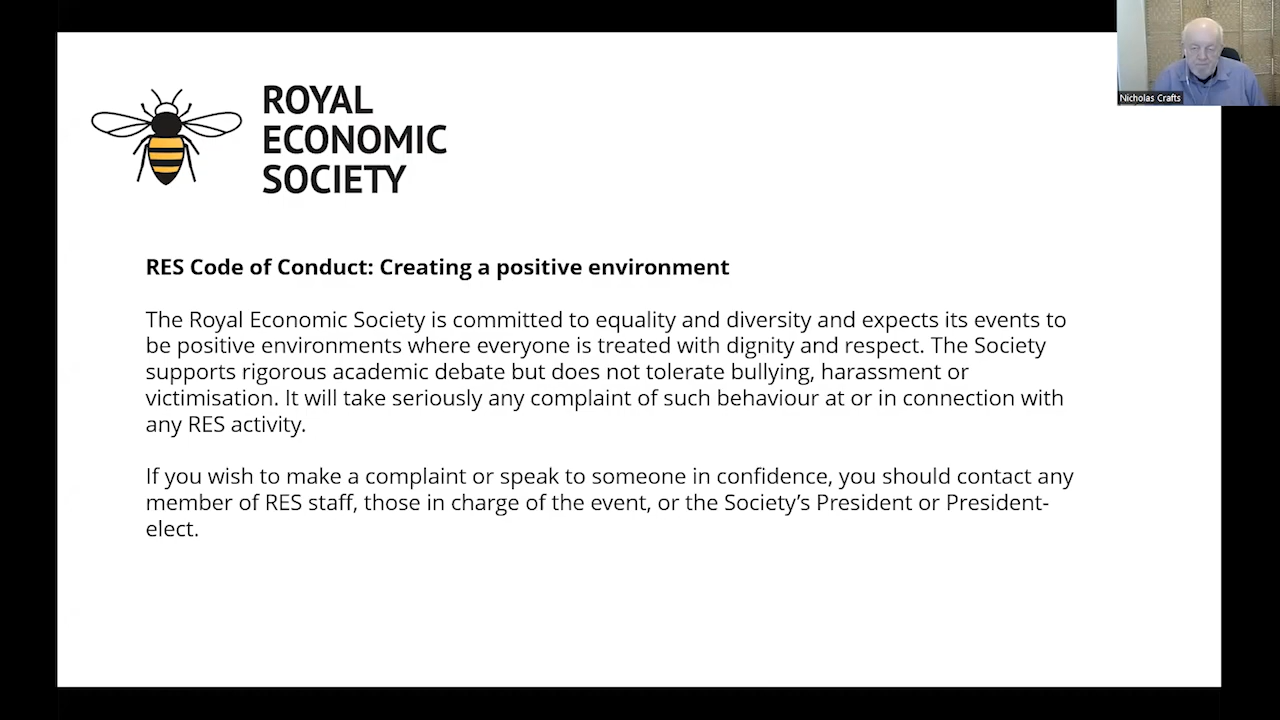 ROYAL
ECONOMIC
SOCIETY
Nicholas Crafts
RES Code of Conduct: Creating a positive environment
The Royal Economic Society is committed to equality and diversity and expects its events to
be positive environments where everyone is treated with dignity and respect. The Society
supports rigorous academic debate but does not tolerate bullying, harassment or
victimisation. It will take seriously any complaint of such behaviour at or in connection with
any RES activity.
If you wish to make a complaint or speak to someone in confidence, you should contact any
member of RES staff, those in charge of the event, or the Society’s President or President-
elect.